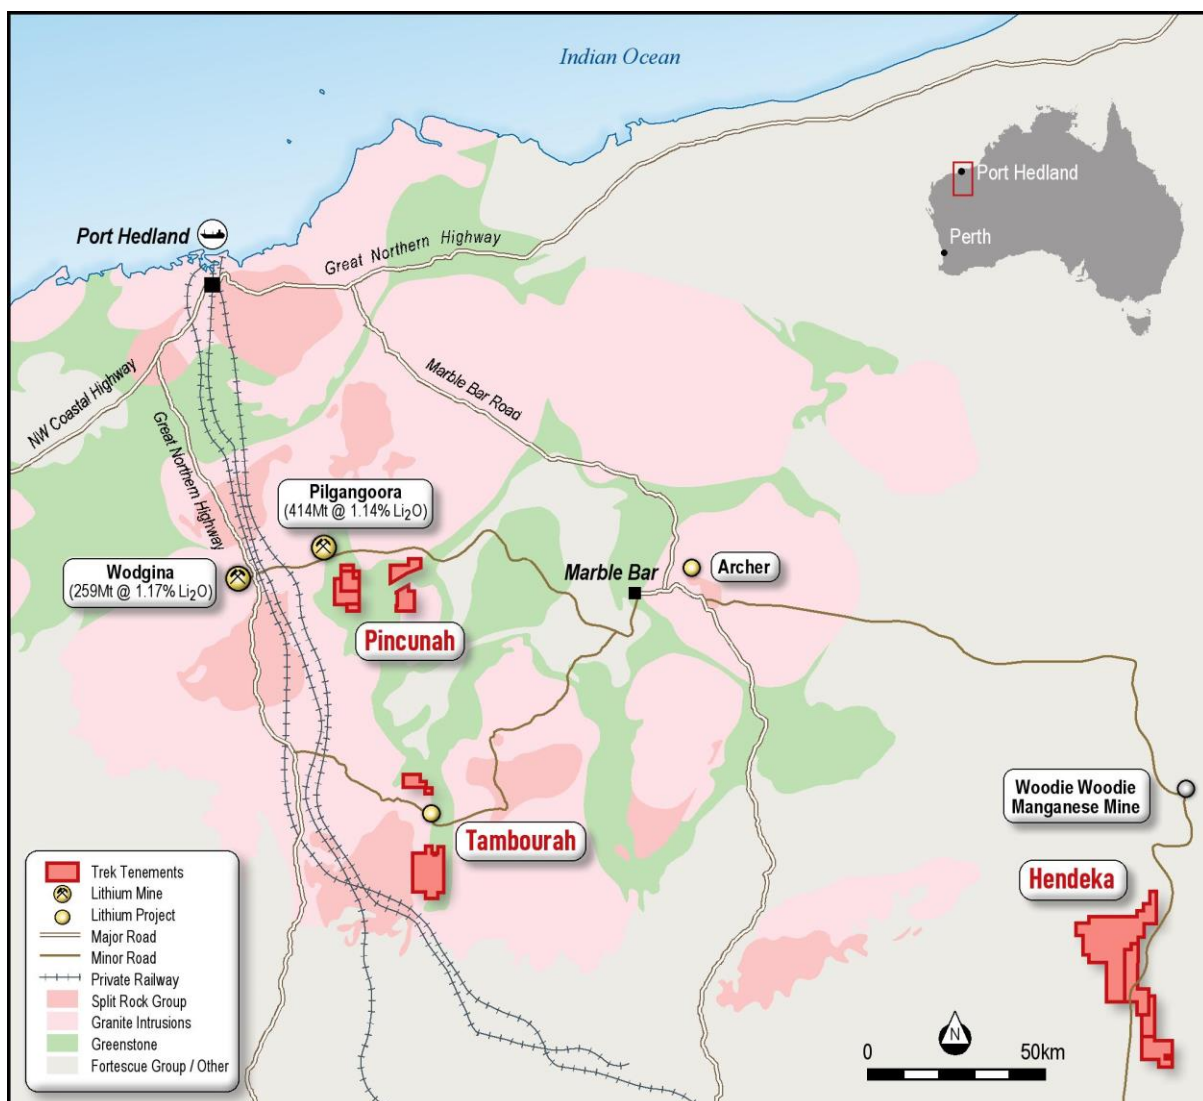 Indian Ocean
Port Hedland
Perth
Port Hedland
Great Northern Highway
NW Coastal Highway
Great Northern Highway
Marble Bar Road
Pilgangoora
(414Mt @ 1.14% Li₂O)
Wodgina
(259Mt @ 1.17% Li₂O)
Marble Bar
Archer
Pincunah
Tambourah
Woodie Woodie
Manganese Mine
Hendeka
Trek Tenements
Lithium Mine
Lithium Project
Major Road
Minor Road
Private Railway
Split Rock Group
Granite Intrusions
Greenstone
Fortescue Group / Other
N
0 50km